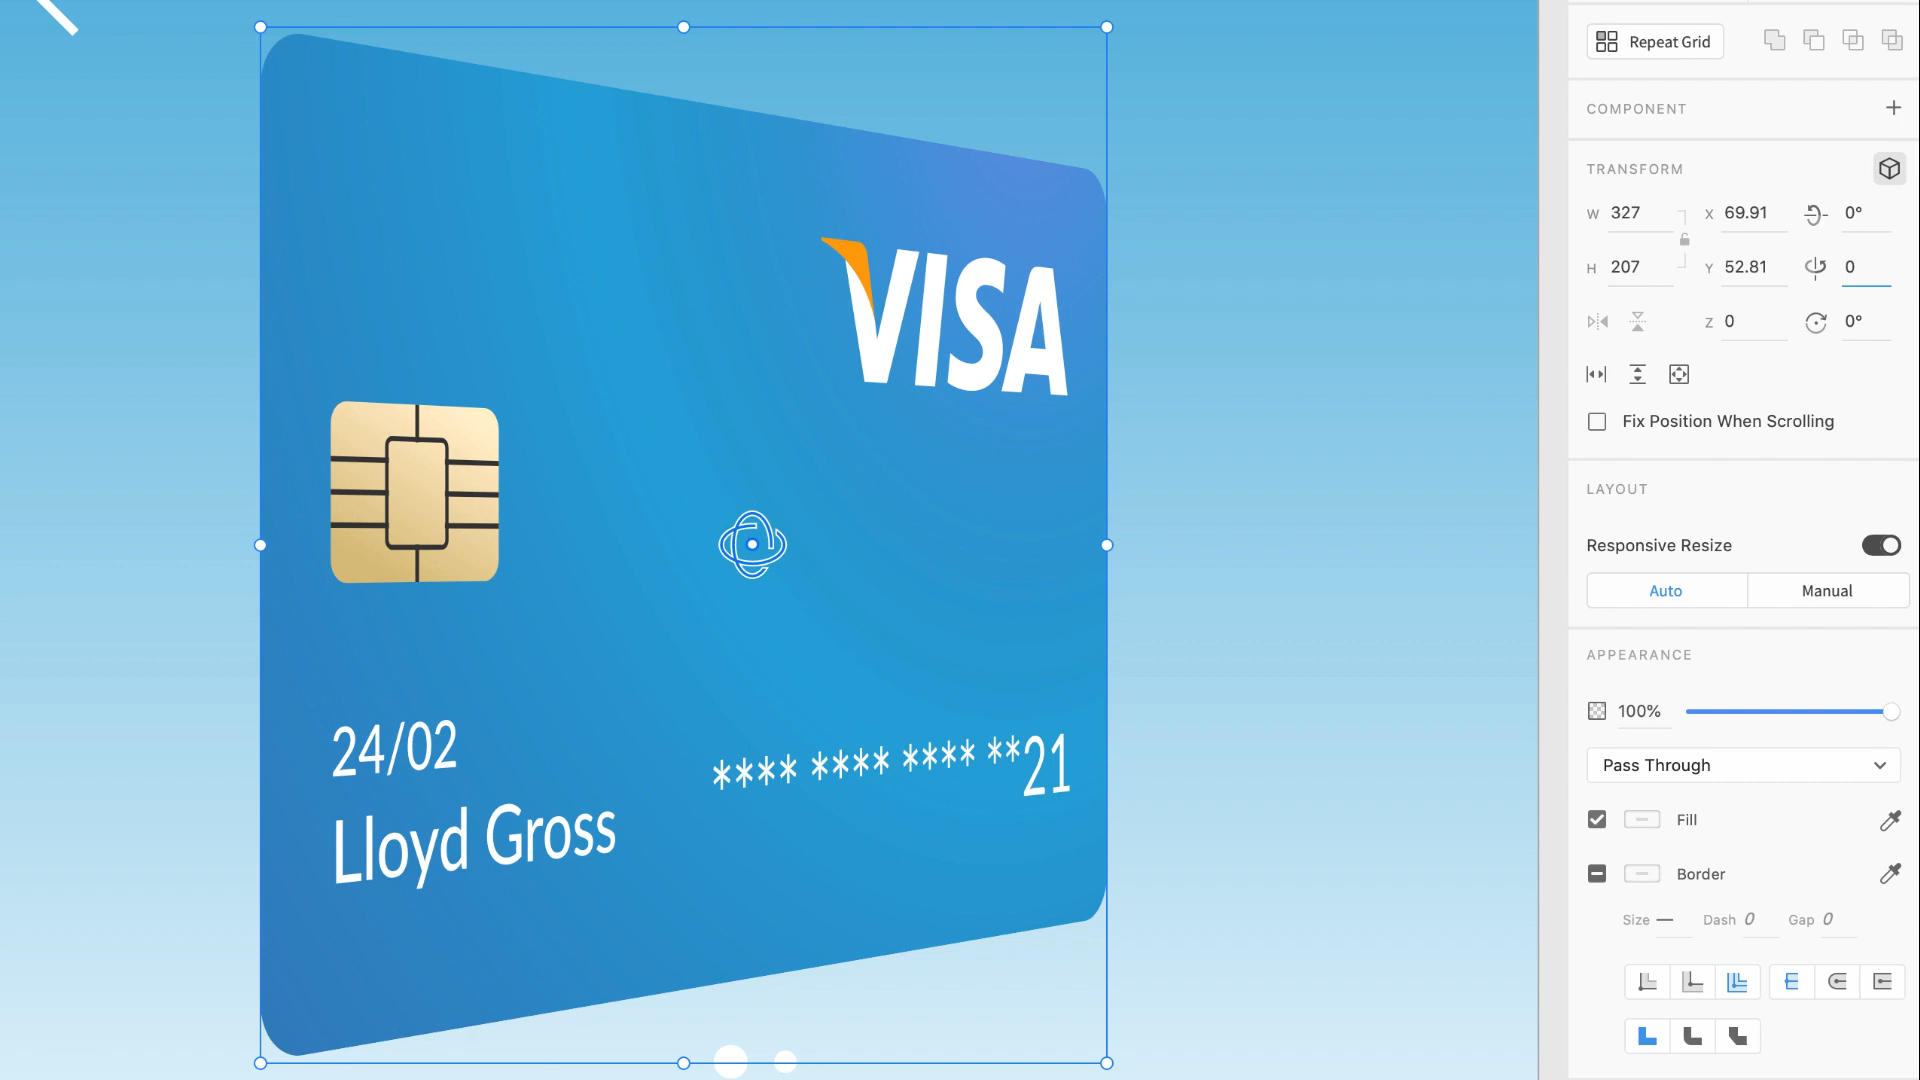 Repeat Grid
COMPONENT
TRANSFORM
W 327 X 69.91 0°
H 207 Y 52.81 0
Z 0 0°
Fix Position When Scrolling
LAYOUT
Responsive Resize
Auto Manual
APPEARANCE
100%
Pass Through
Fill
Border
Size — Dash 0 Gap 0
VISA
24/02
**** **** **** **21
Lloyd Gross